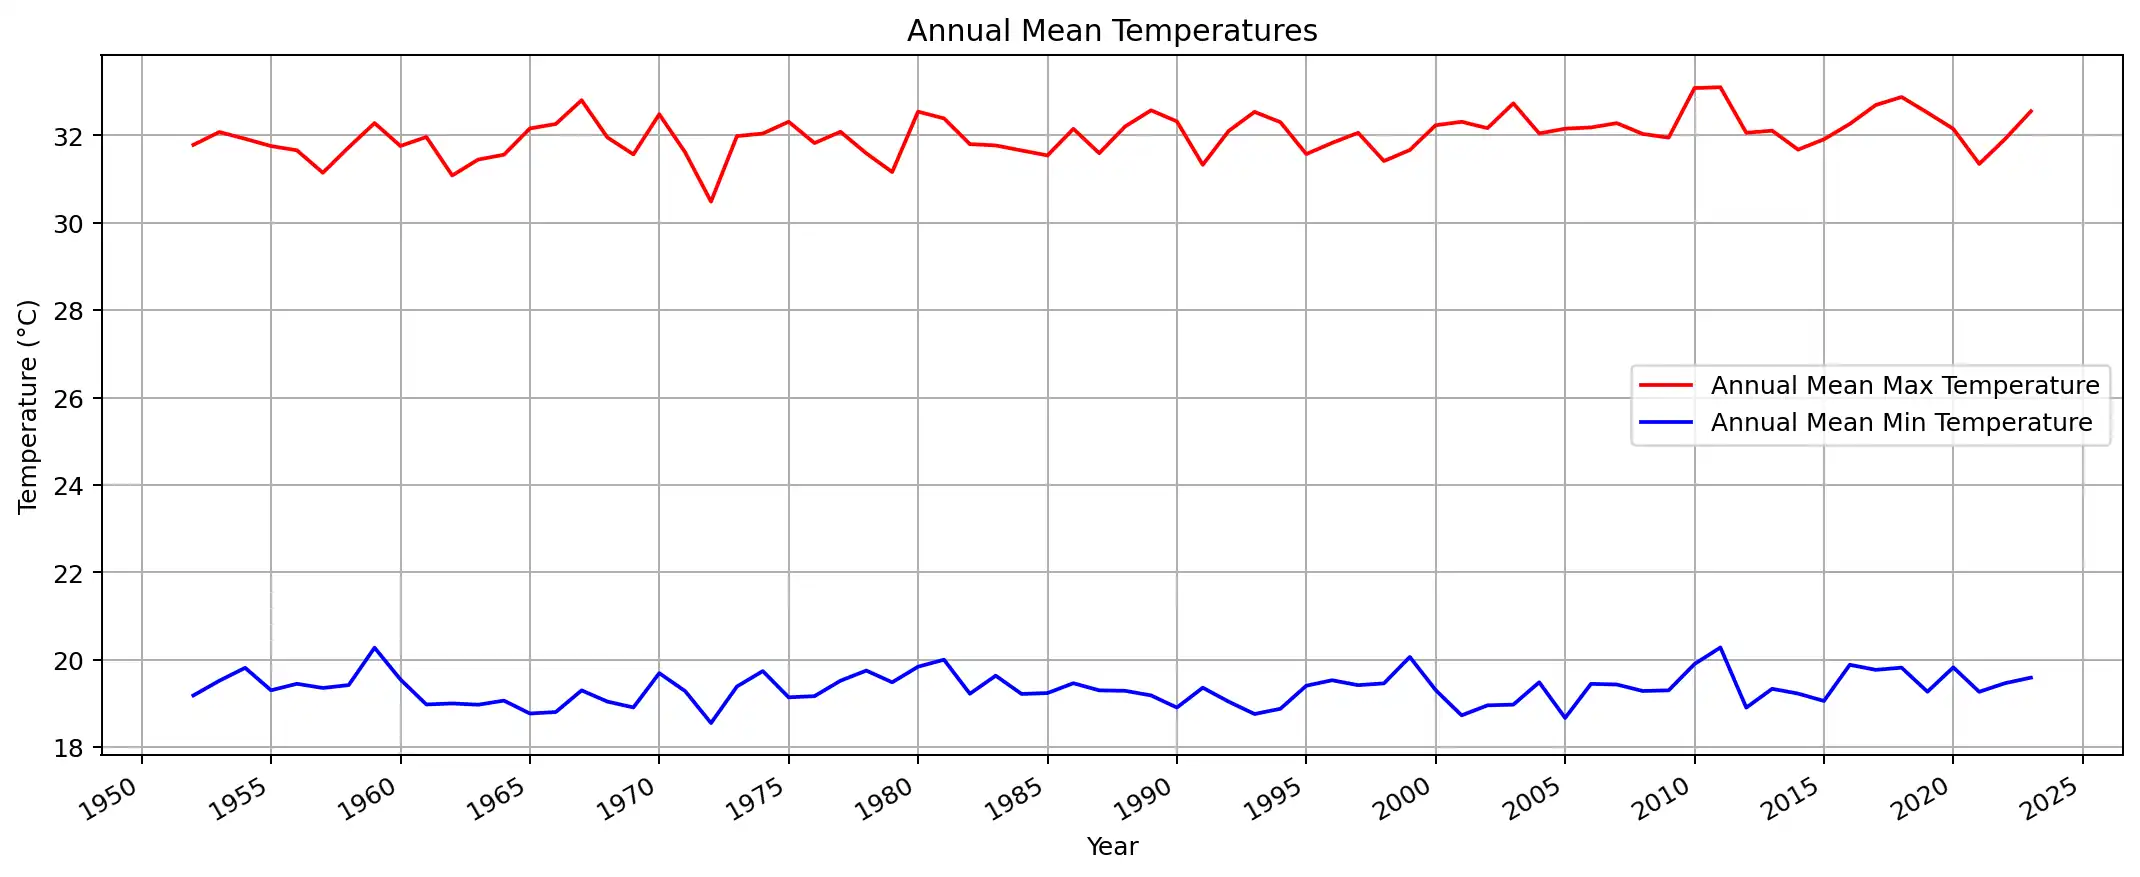 Annual Mean Temperatures
Temperature (°C)
32
30
28
26
24
22
20
18
Annual Mean Max Temperature
Annual Mean Min Temperature
1950 1955 1960 1965 1970 1975 1980 1985 1990 1995 2000 2005 2010 2015 2020 2025
Year